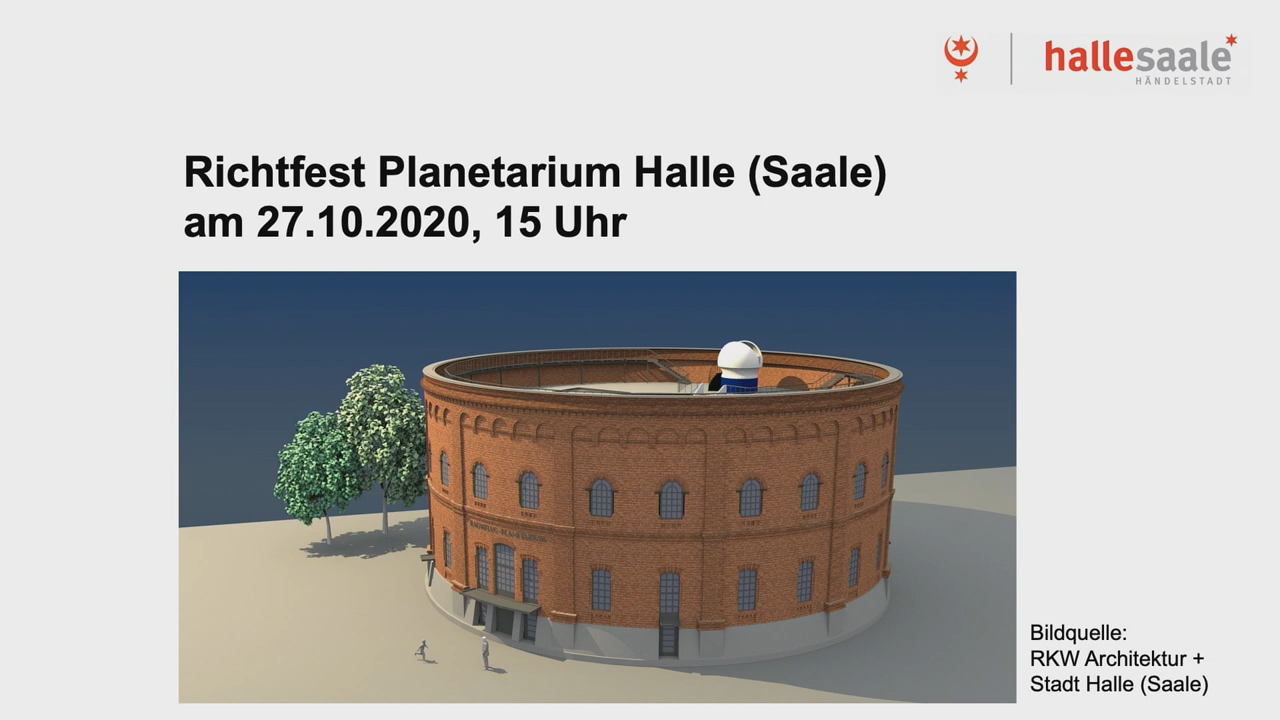 hallesaale*
HÄNDELSTADT
Richtfest Planetarium Halle (Saale)
am 27.10.2020, 15 Uhr
Bildquelle:
RKW Architektur +
Stadt Halle (Saale)